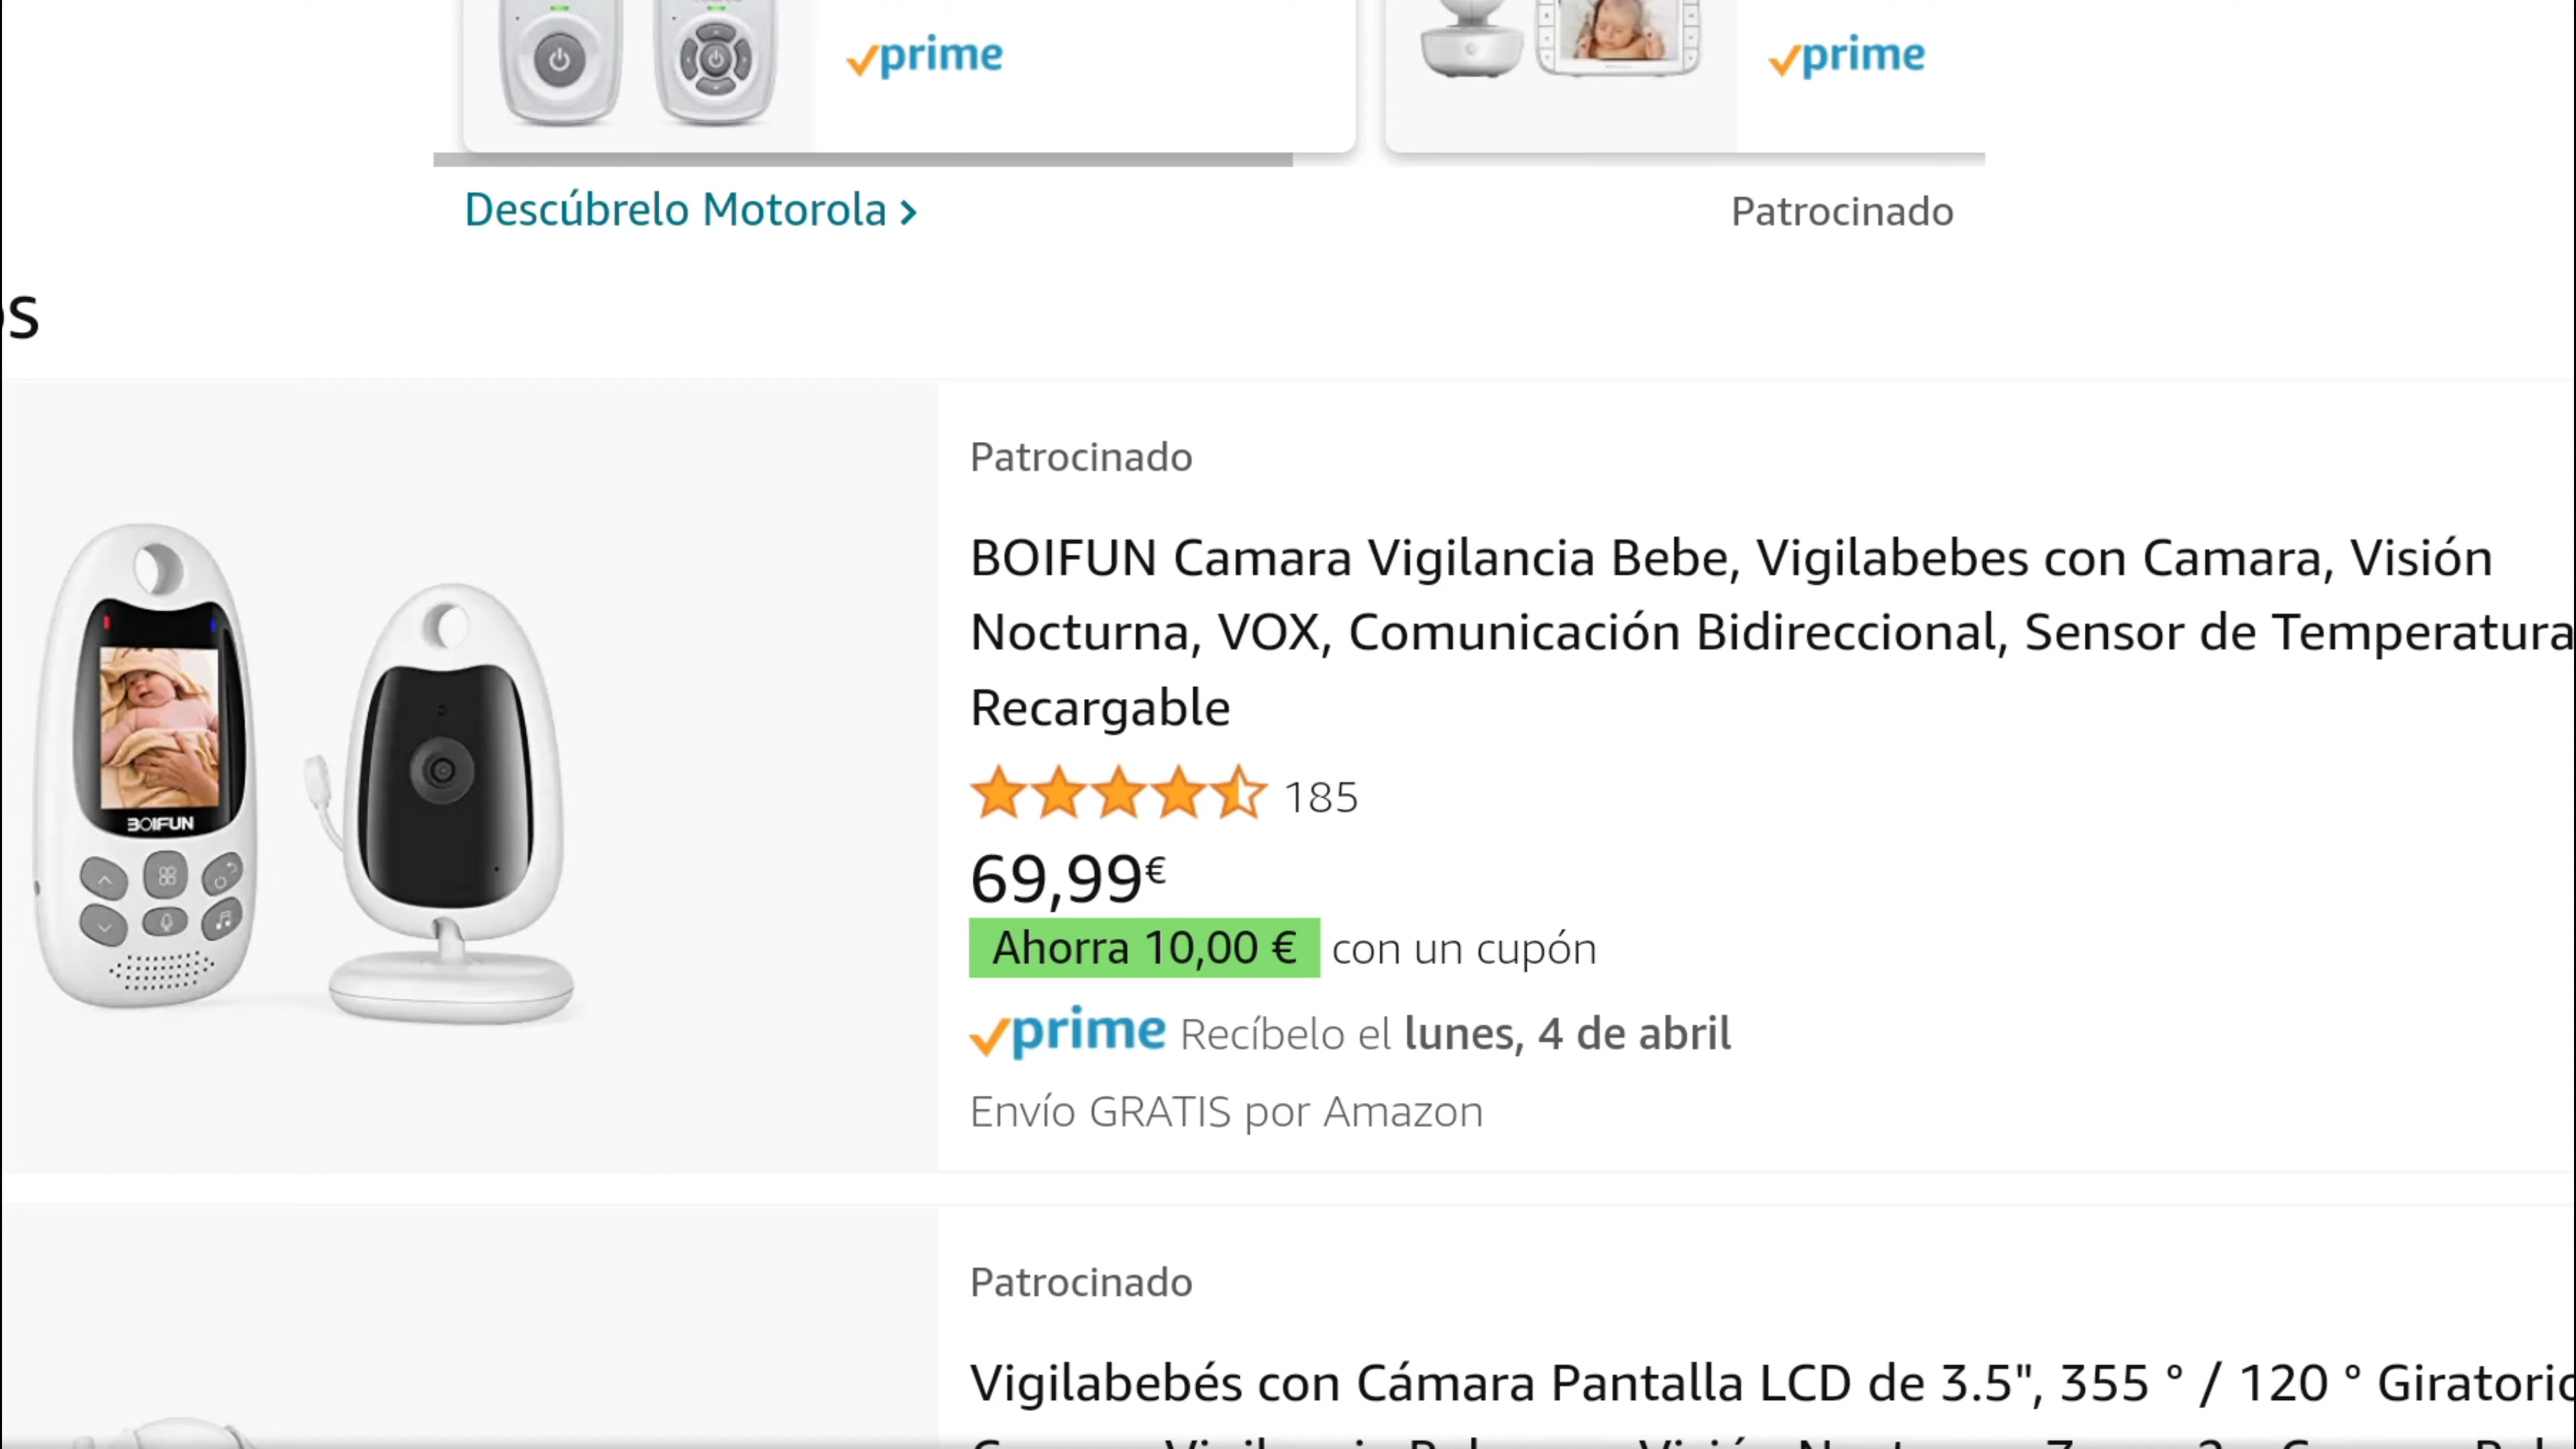 prime
prime
Descúbrelo Motorola ›
Patrocinado
os
Patrocinado
BOIFUN Camara Vigilancia Bebe, Vigilabebes con Camara, Visión
Nocturna, VOX, Comunicación Bidireccional, Sensor de Temperatura
Recargable
185
69,99€
Ahorra 10,00 € con un cupón
prime Recíbelo el lunes, 4 de abril
Envío GRATIS por Amazon
BOIFUN
Patrocinado
Vigilabebés con Cámara Pantalla LCD de 3.5", 355 ° / 120 ° Giratorio